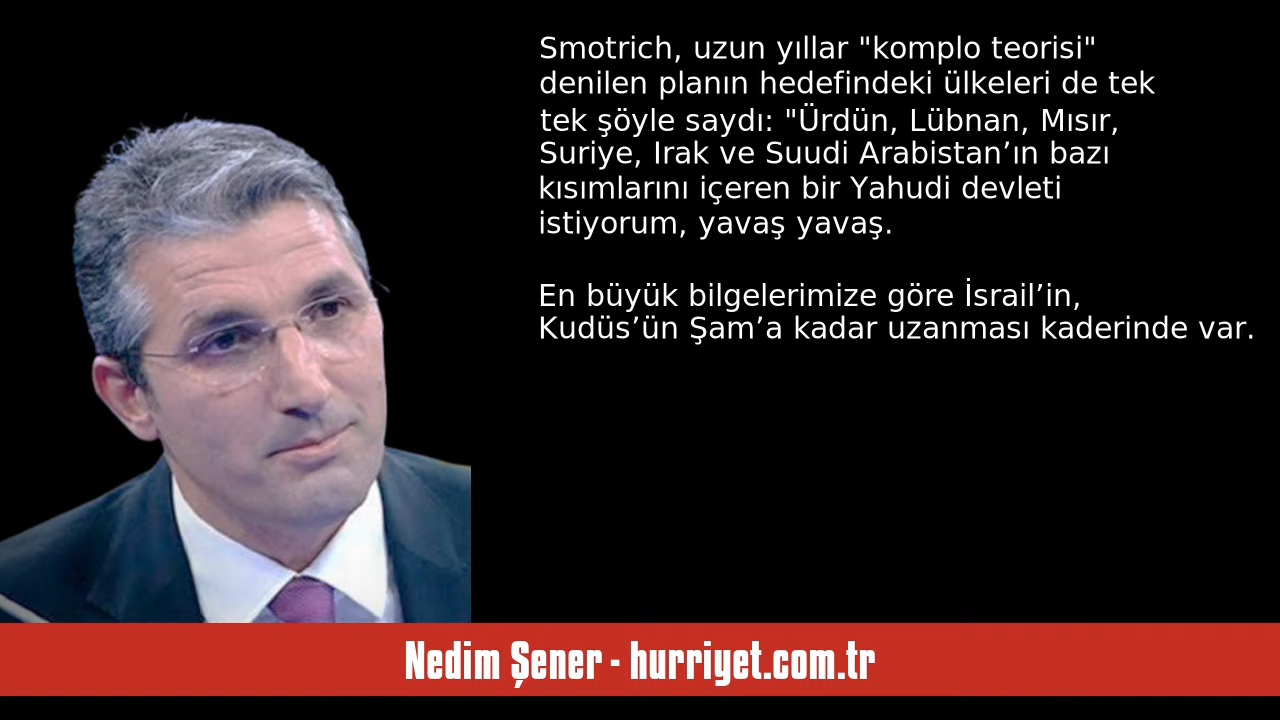 Smotrich, uzun yıllar "komplo teorisi"
denilen planın hedefindeki ülkeleri de tek
tek şöyle saydı: "Ürdün, Lübnan, Mısır,
Suriye, Irak ve Suudi Arabistan’ın bazı
kısımlarını içeren bir Yahudi devleti
istiyorum, yavaş yavaş.
En büyük bilgelerimize göre İsrail’in,
Kudüs’ün Şam’a kadar uzanması kaderinde var.
Nedim Şener - hurriyet.com.tr